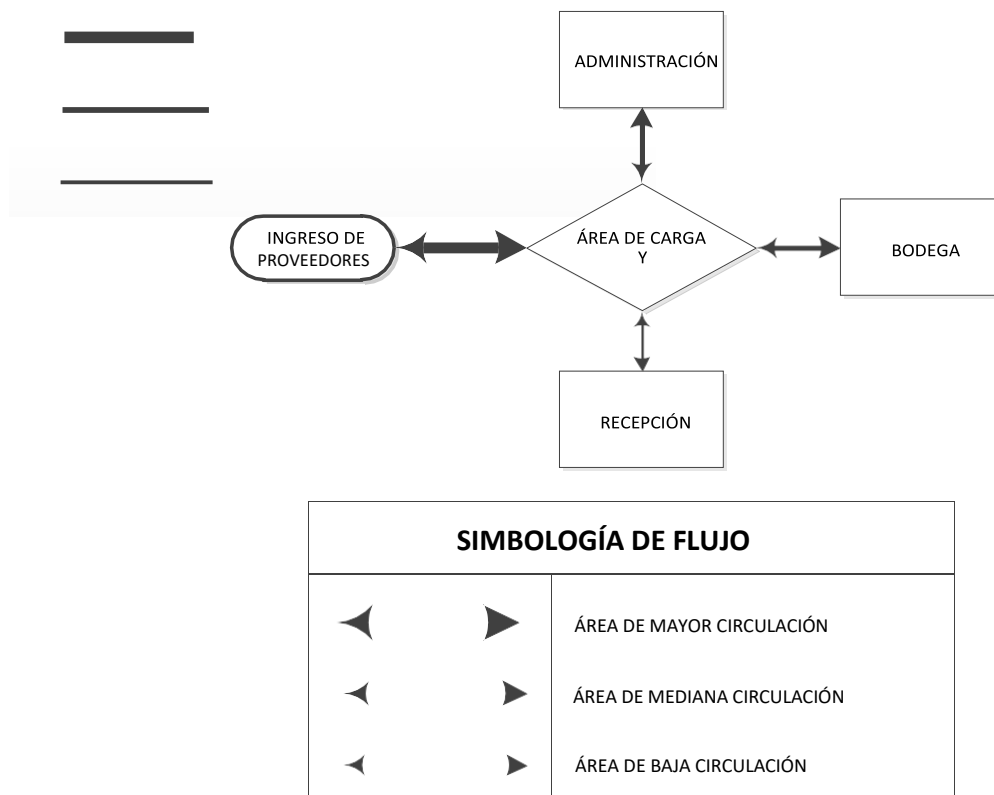 ADMINISTRACIÓN
INGRESO DE
PROVEEDORES
ÁREA DE CARGA
Y
BODEGA
RECEPCIÓN
SIMBOLOGÍA DE FLUJO
ÁREA DE MAYOR CIRCULACIÓN
ÁREA DE MEDIANA CIRCULACIÓN
ÁREA DE BAJA CIRCULACIÓN